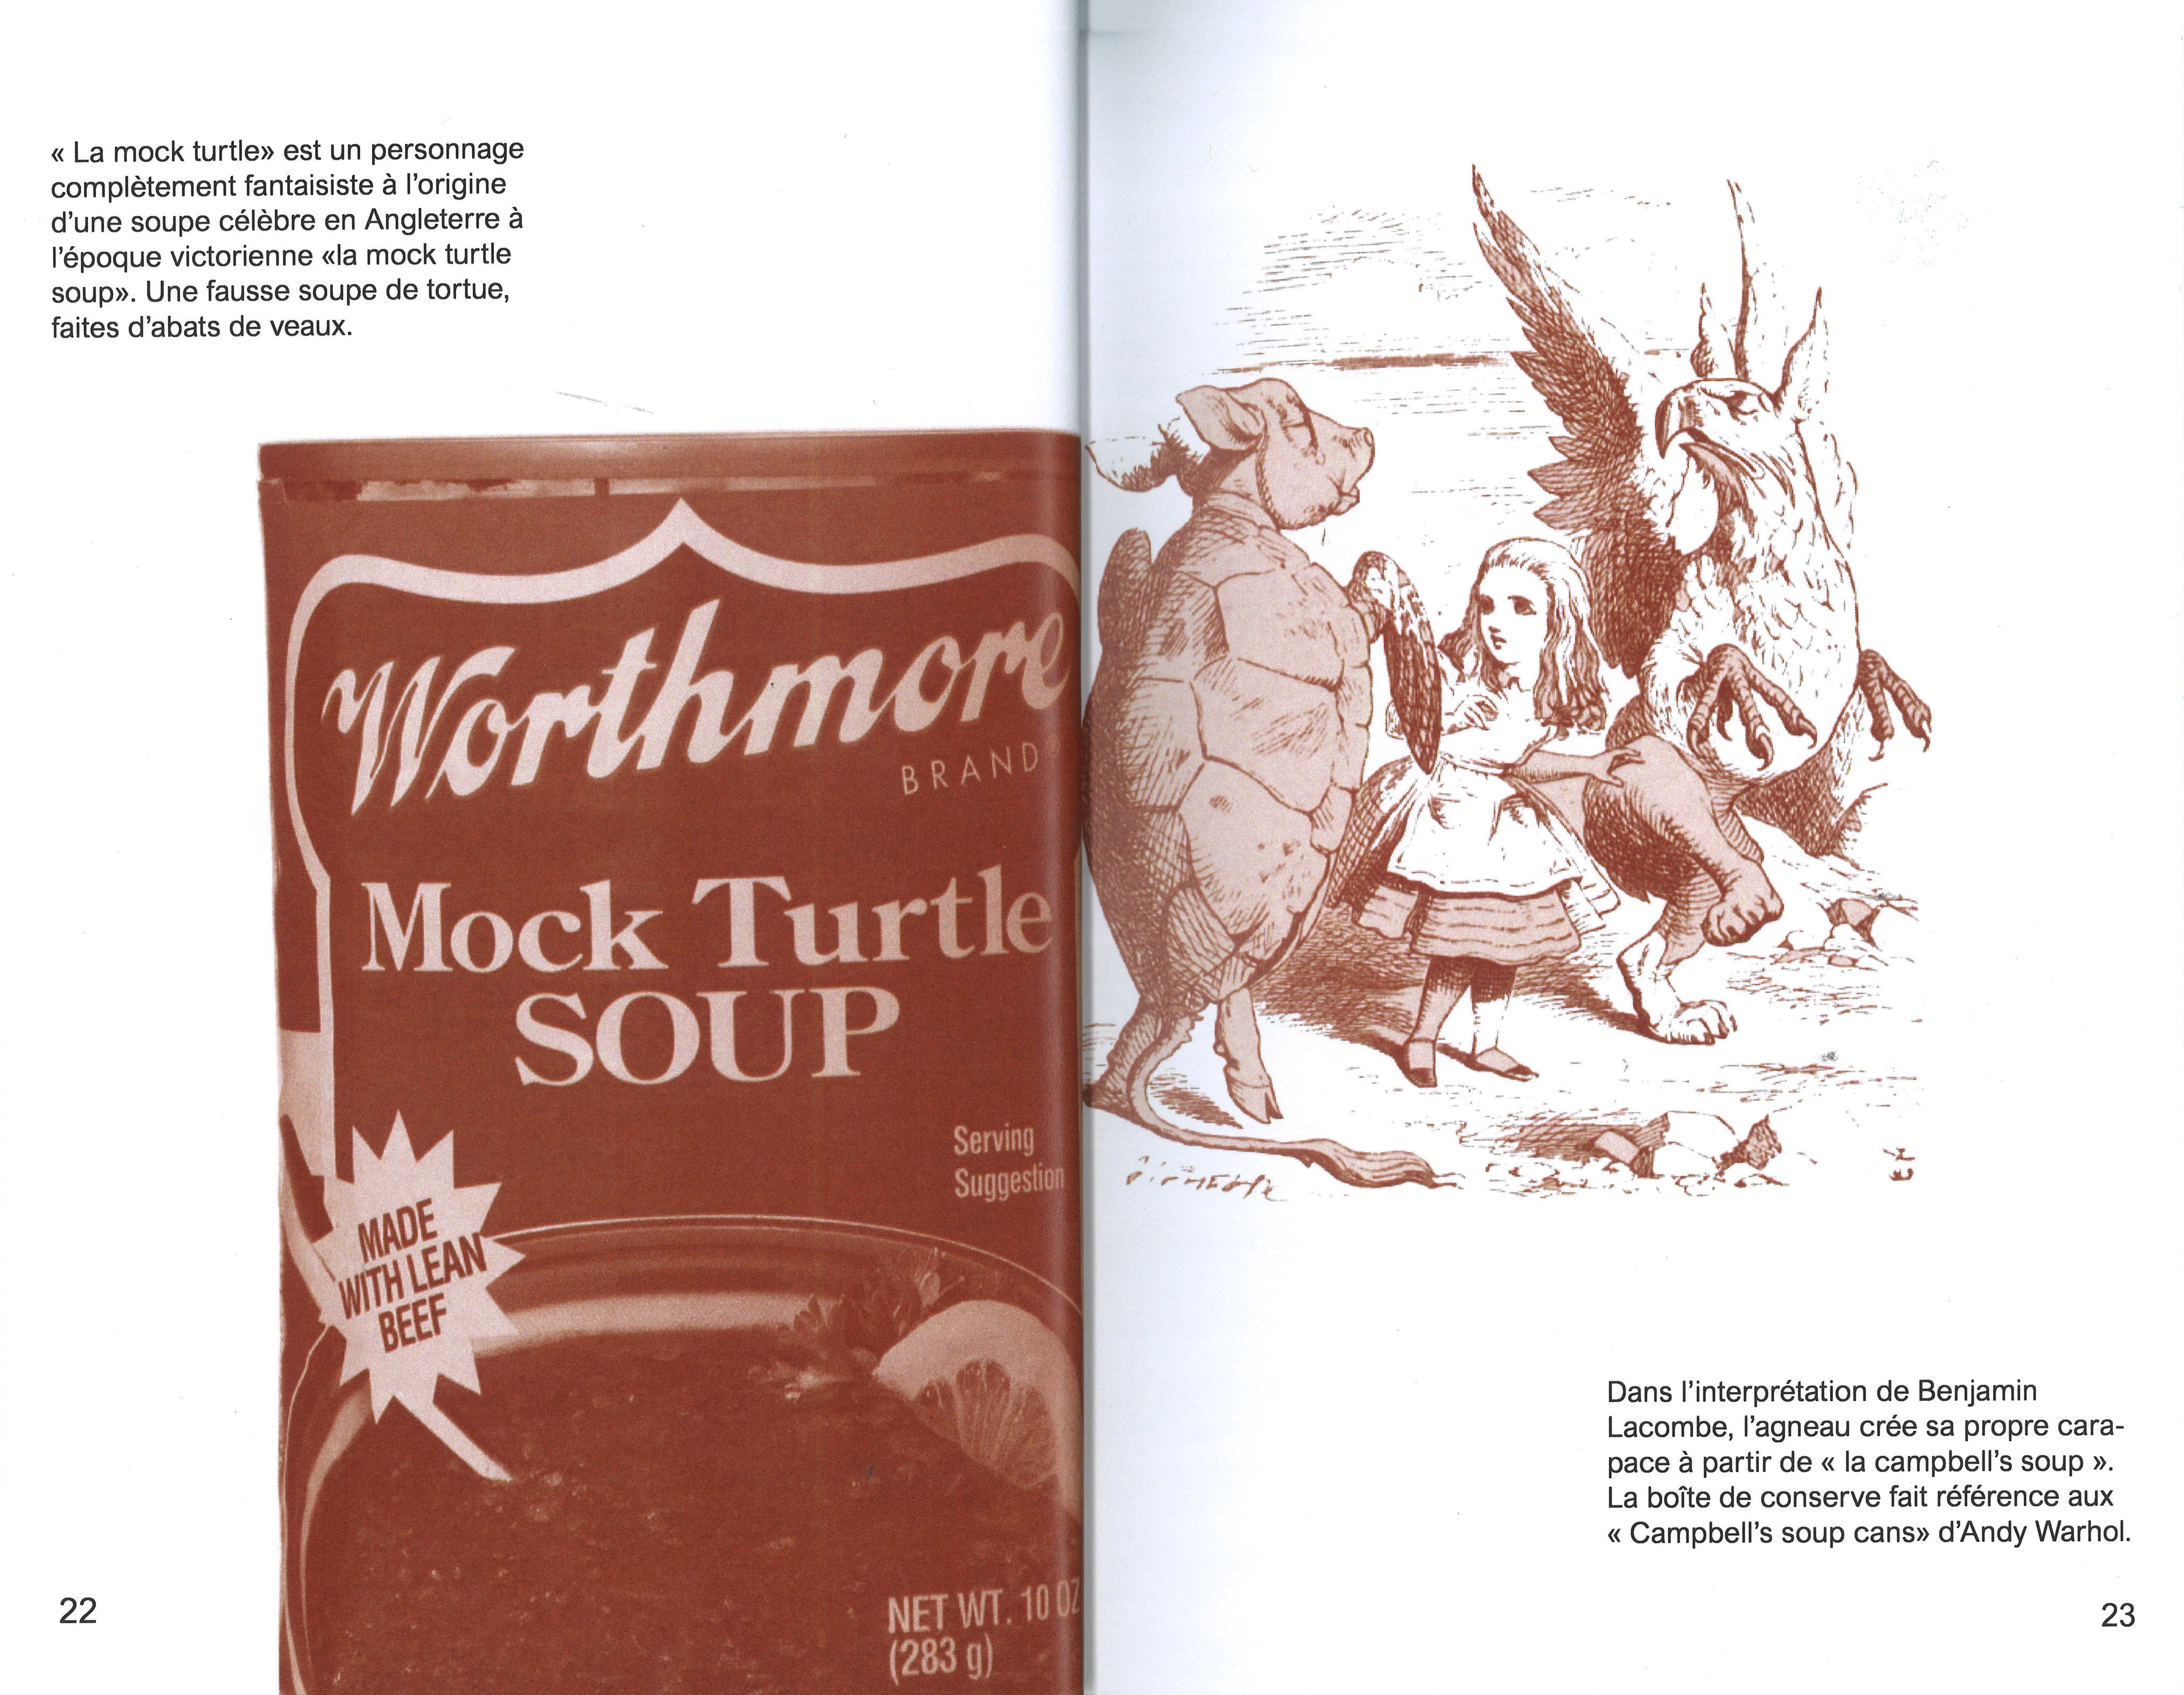 « La mock turtle» est un personnage
complètement fantaisiste à l'origine
d'une soupe célèbre en Angleterre à
l'époque victorienne «la mock turtle
soup». Une fausse soupe de tortue,
faites d'abats de veaux.
Worthmore
BRAND
Mock Turtle
SOUP
Serving
Suggestion
MADE
WITH LEAN
BEEF
NET WT. 10 OZ
(283 g)
22
Dans l'interprétation de Benjamin
Lacombe, l'agneau crée sa propre cara-
pace à partir de « la campbell's soup ».
La boîte de conserve fait référence aux
« Campbell's soup cans» d'Andy Warhol.
23